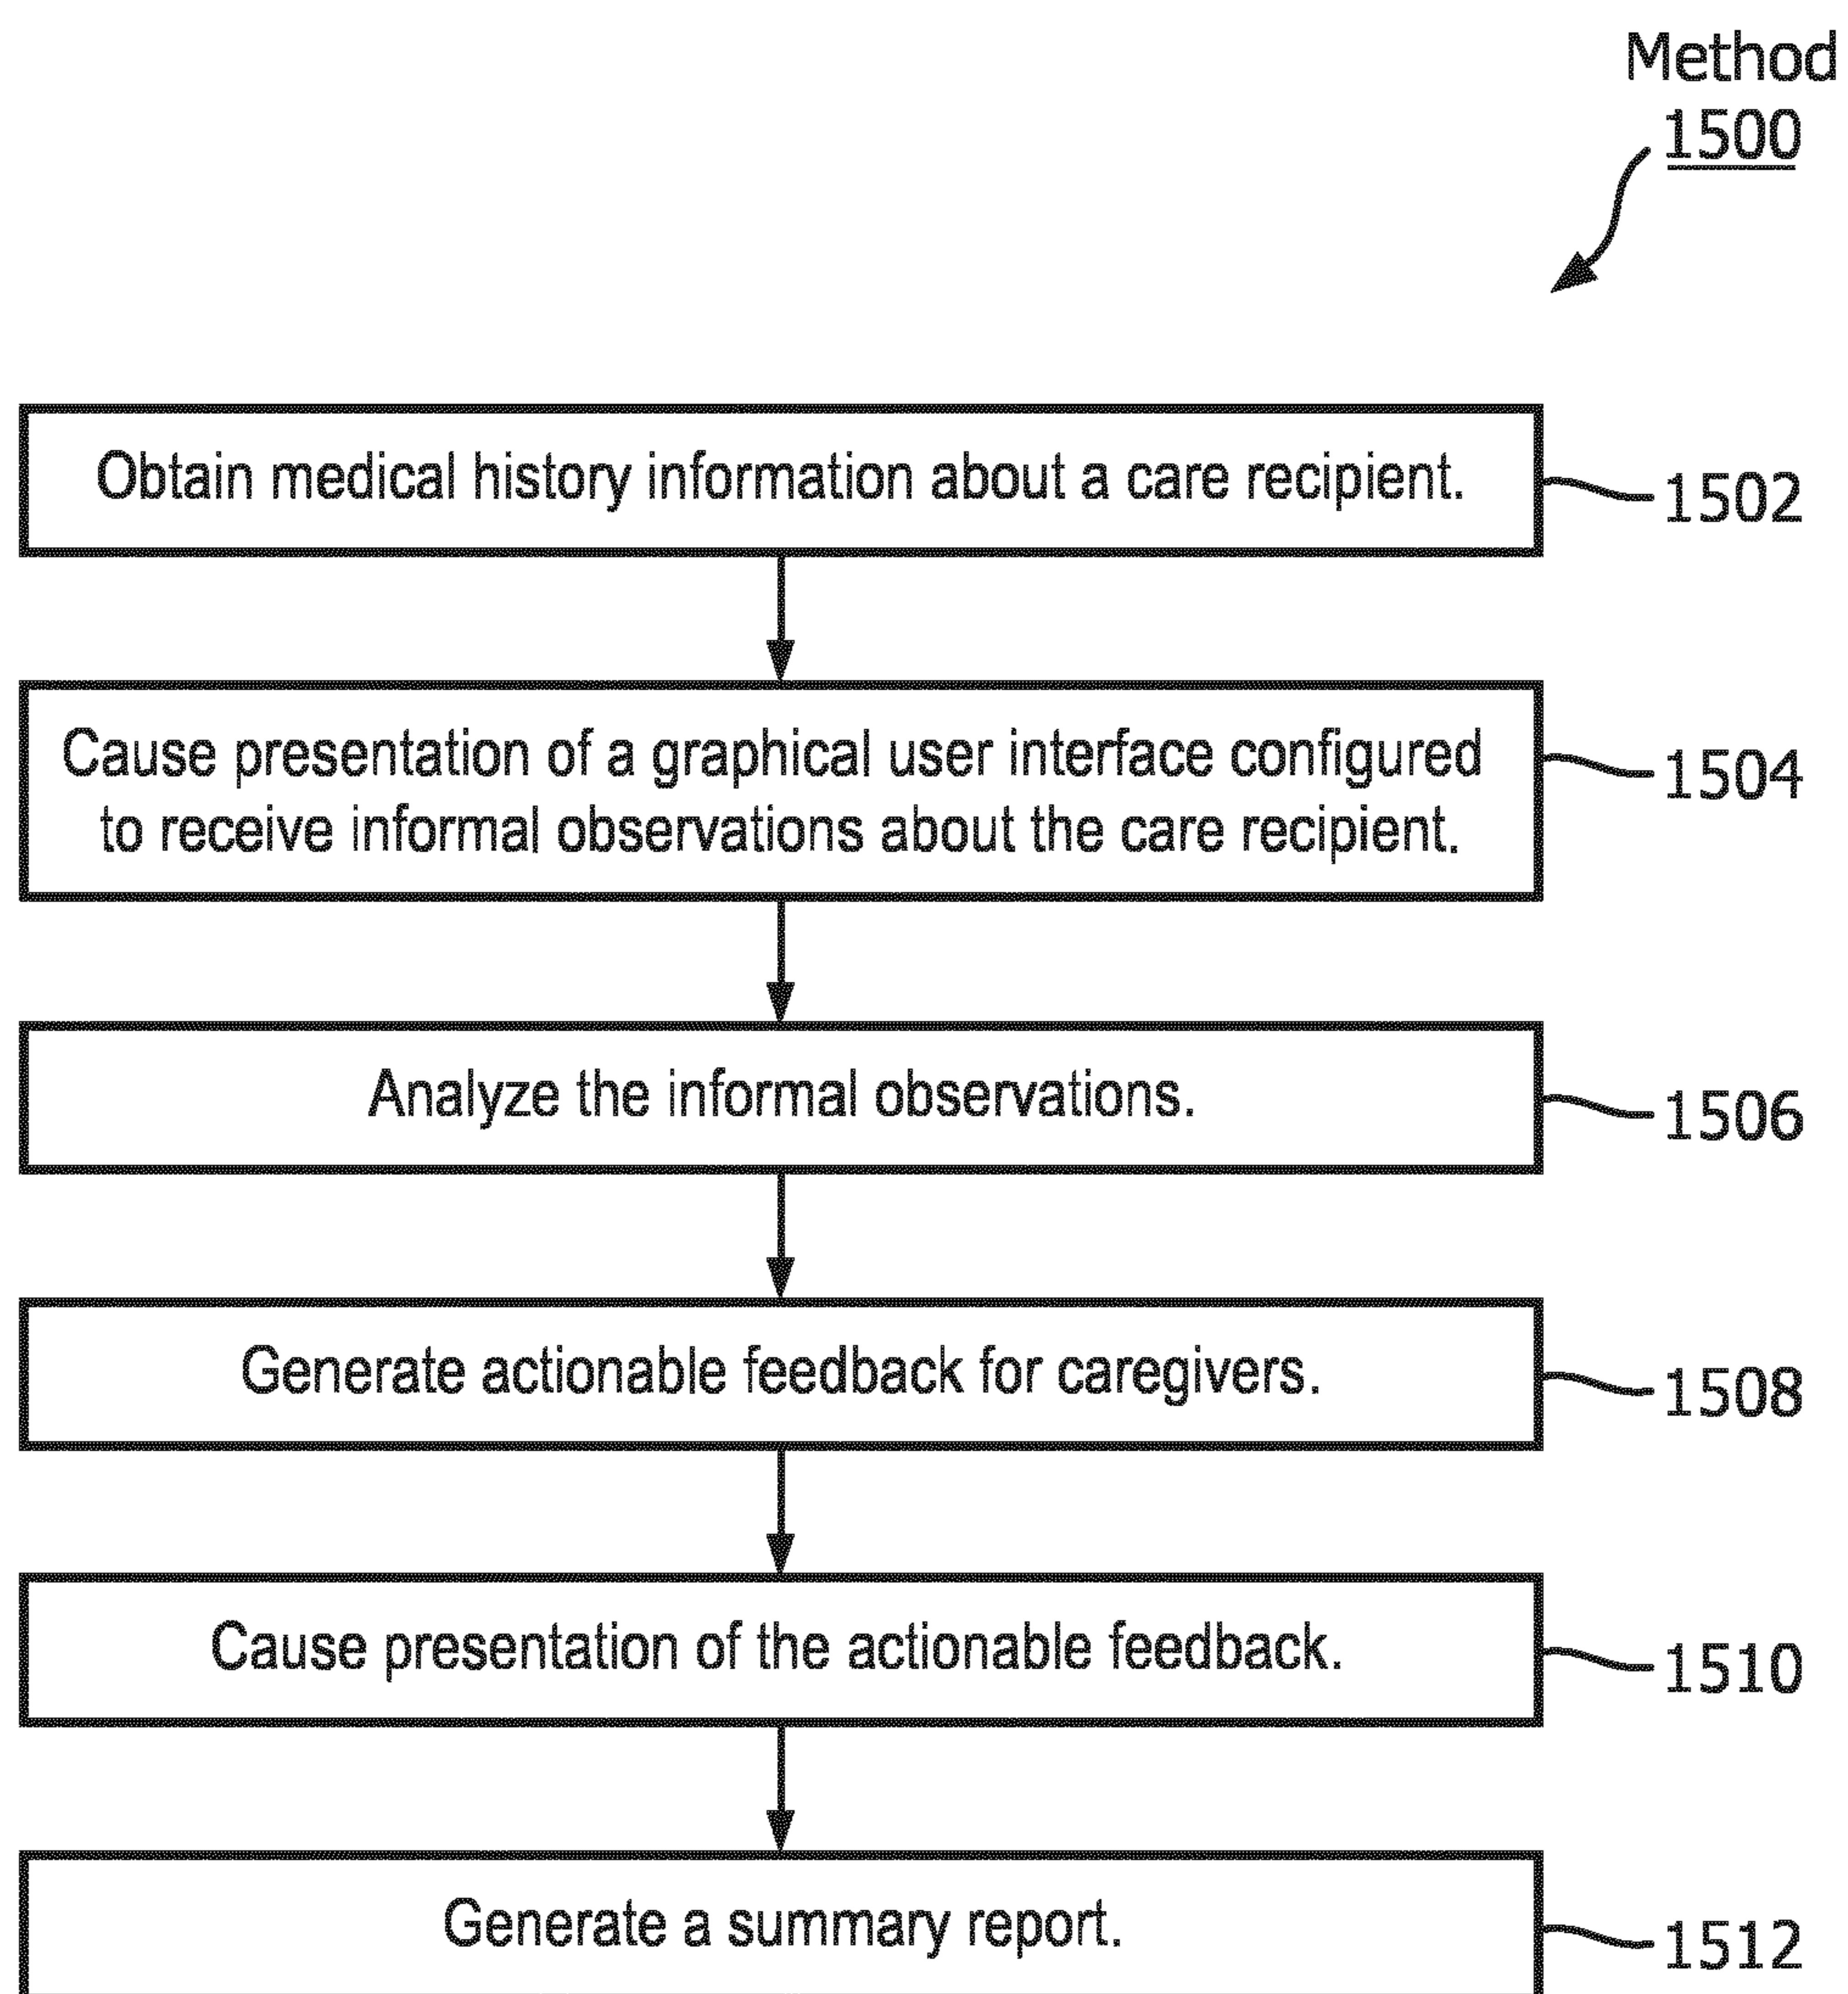 Method
1500
Obtain medical history information about a care recipient.
1502
Cause presentation of a graphical user interface configured
to receive informal observations about the care recipient.
1504
Analyze the informal observations.
1506
Generate actionable feedback for caregivers.
1508
Cause presentation of the actionable feedback.
1510
Generate a summary report.
1512